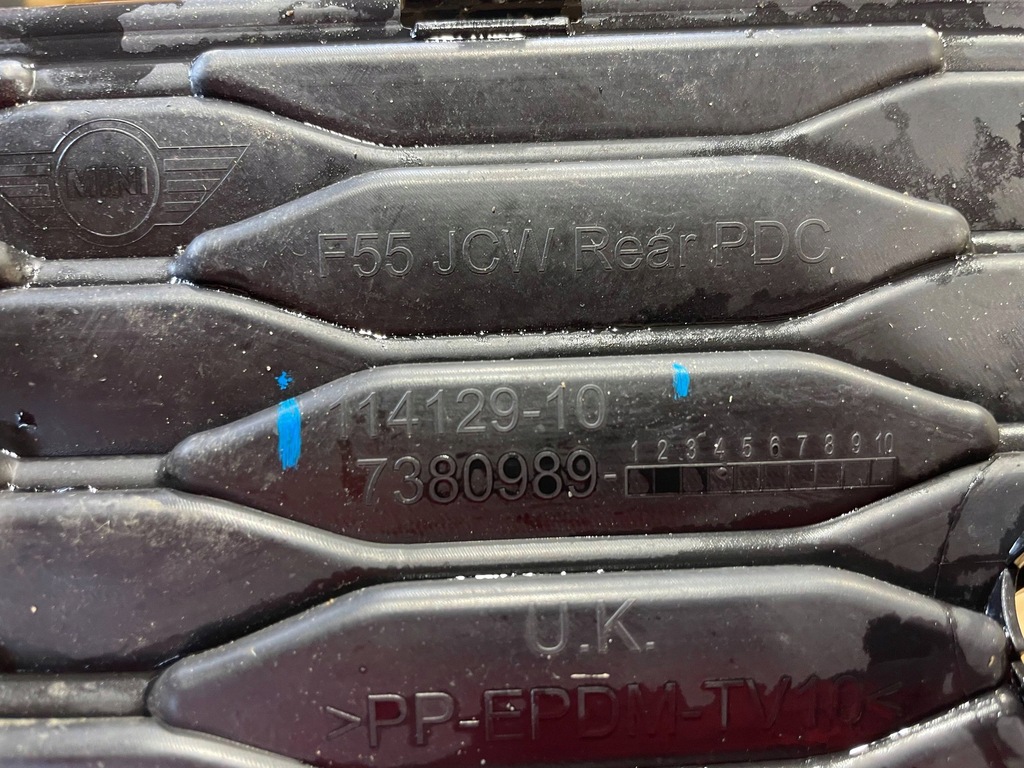 MINI
F55 JCW Rear PDC
114129-10
1 2 3 4 5 6 7 8 9 10
7380989-
U.K.
>PP-EPDM-TV10<